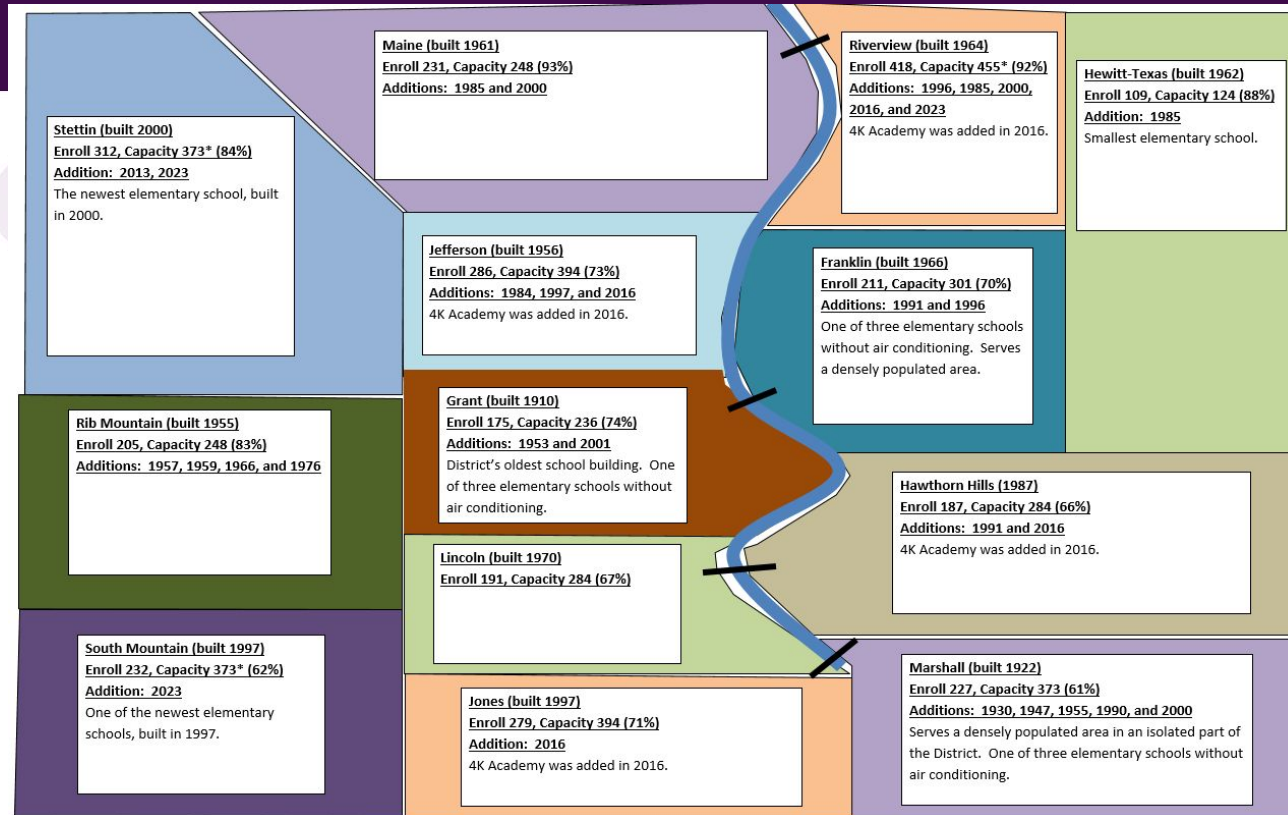 Maine (built 1961)
Enroll 231, Capacity 248 (93%)
Additions:  1985 and 2000
Riverview (built 1964)
Enroll 418, Capacity 455* (92%)
Additions:  1996, 1985, 2000,
2016, and 2023
4K Academy was added in 2016.
Hewitt-Texas (built 1962)
Enroll 109, Capacity 124 (88%)
Addition:  1985
Smallest elementary school.
Stettin (built 2000)
Enroll 312, Capacity 373* (84%)
Addition:  2013, 2023
The newest elementary school, built
in 2000.
Jefferson (built 1956)
Enroll 286, Capacity 394 (73%)
Additions:  1984, 1997, and 2016
4K Academy was added in 2016.
Franklin (built 1966)
Enroll 211, Capacity 301 (70%)
Additions:  1991 and 1996
One of three elementary schools
without air conditioning.  Serves
a densely populated area.
Rib Mountain (built 1955)
Enroll 205, Capacity 248 (83%)
Additions:  1957, 1959, 1966, and 1976
Grant (built 1910)
Enroll 175, Capacity 236 (74%)
Additions:  1953 and 2001
District's oldest school building.  One
of three elementary schools without
air conditioning.
Hawthorn Hills (1987)
Enroll 187, Capacity 284 (66%)
Additions:  1991 and 2016
4K Academy was added in 2016.
Lincoln (built 1970)
Enroll 191, Capacity 284 (67%)
South Mountain (built 1997)
Enroll 232, Capacity 373* (62%)
Addition:  2023
One of the newest elementary
schools, built in 1997.
Jones (built 1997)
Enroll 279, Capacity 394 (71%)
Addition:  2016
4K Academy was added in 2016.
Marshall (built 1922)
Enroll 227, Capacity 373 (61%)
Additions:  1930, 1947, 1955, 1990, and 2000
Serves a densely populated area in an isolated part of
the District.  One of three elementary schools without
air conditioning.